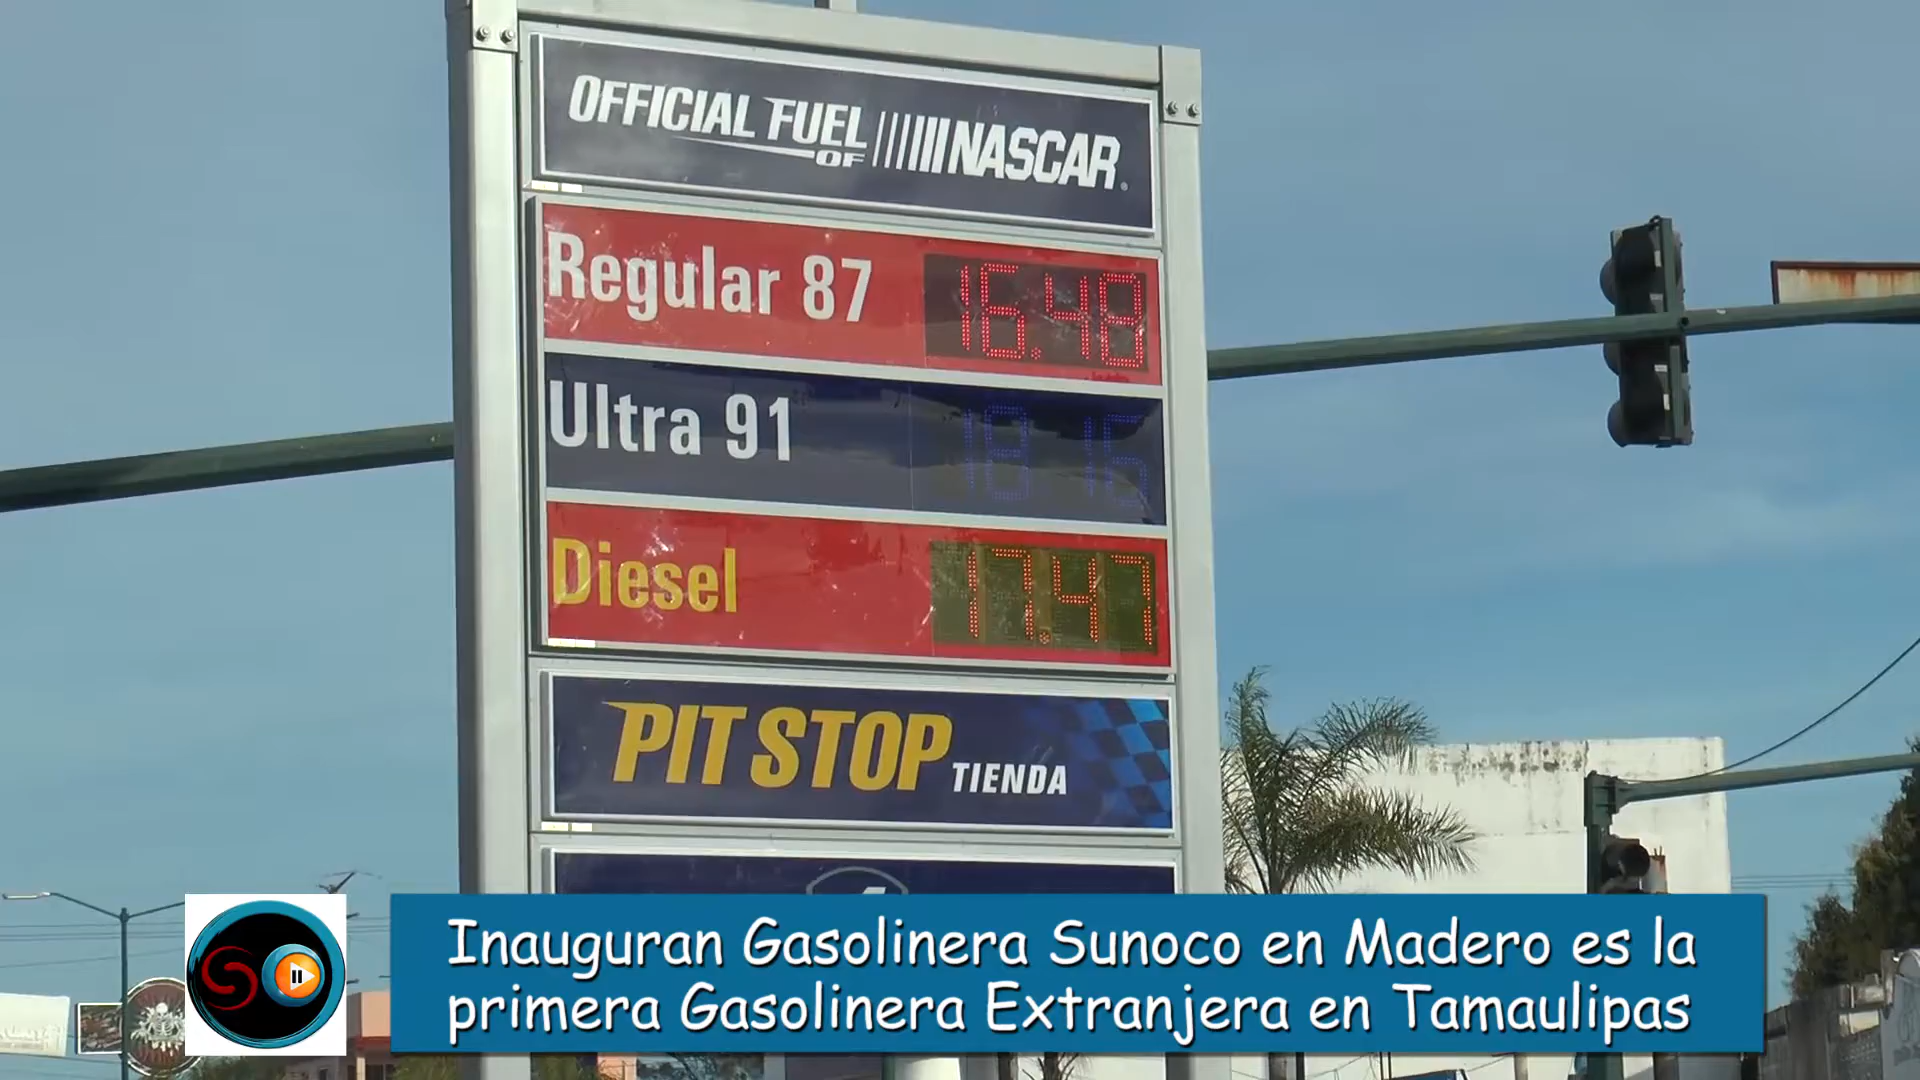 OFFICIAL FUEL OF NASCAR.
Regular 87 16.48
Ultra 91 18.16
Diesel 17.47
PIT STOP TIENDA
Inauguran Gasolinera Sunoco en Madero es la
primera Gasolinera Extranjera en Tamaulipas